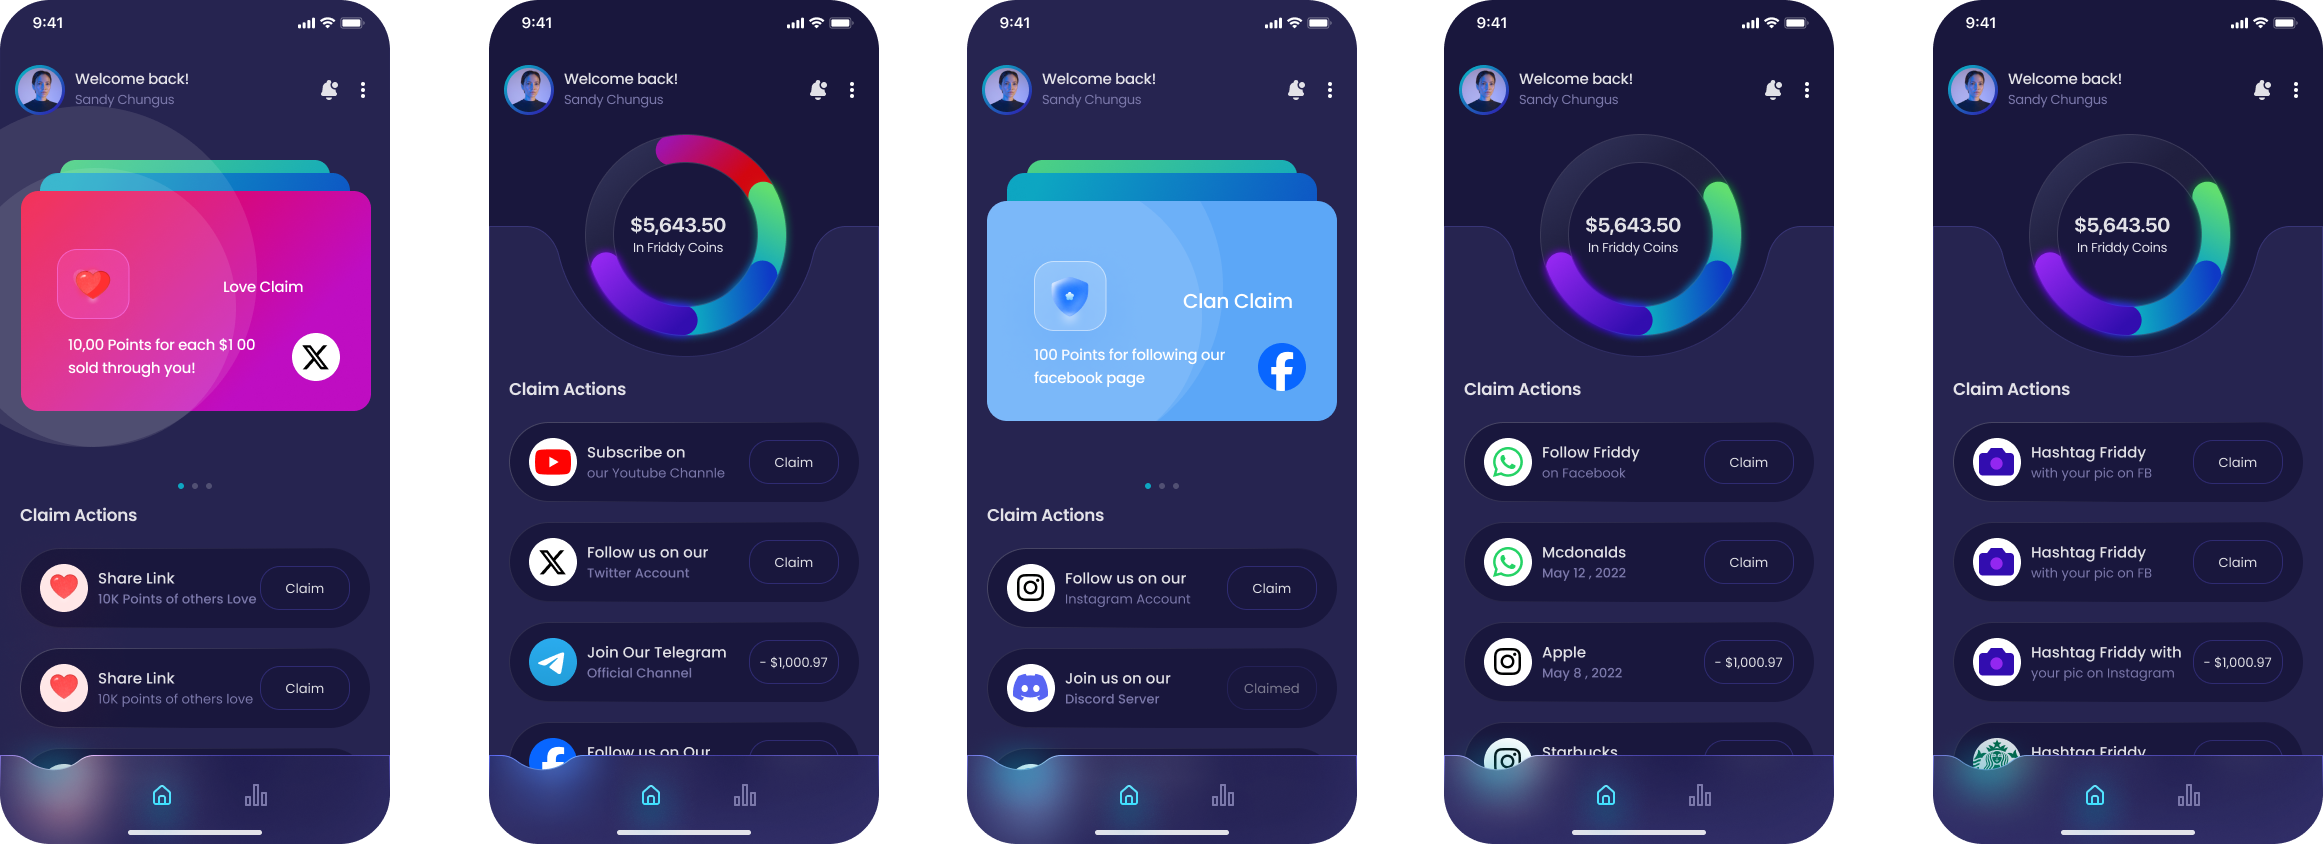 9:41
Welcome back!
Sandy Chungus
Love Claim
10,00 Points for each $1 00
sold through you!
Claim Actions
Share Link
10K Points of others Love
Claim
Share Link
10K points of others love
Claim
9:41
Welcome back!
Sandy Chungus
$5,643.50
In Friddy Coins
Claim Actions
Subscribe on
our Youtube Channle
Claim
Follow us on our
Twitter Account
Claim
Join Our Telegram
Official Channel
- $1,000.97
Follow us on Our
9:41
Welcome back!
Sandy Chungus
Clan Claim
100 Points for following our
facebook page
Claim Actions
Follow us on our
Instagram Account
Claim
Join us on our
Discord Server
Claimed
9:41
Welcome back!
Sandy Chungus
$5,643.50
In Friddy Coins
Claim Actions
Follow Friddy
on Facebook
Claim
Mcdonalds
May 12 , 2022
Claim
Apple
May 8 , 2022
- $1,000.97
Starbucks
9:41
Welcome back!
Sandy Chungus
$5,643.50
In Friddy Coins
Claim Actions
Hashtag Friddy
with your pic on FB
Claim
Hashtag Friddy
with your pic on FB
Claim
Hashtag Friddy with
your pic on Instagram
- $1,000.97
Hashtag Friddy